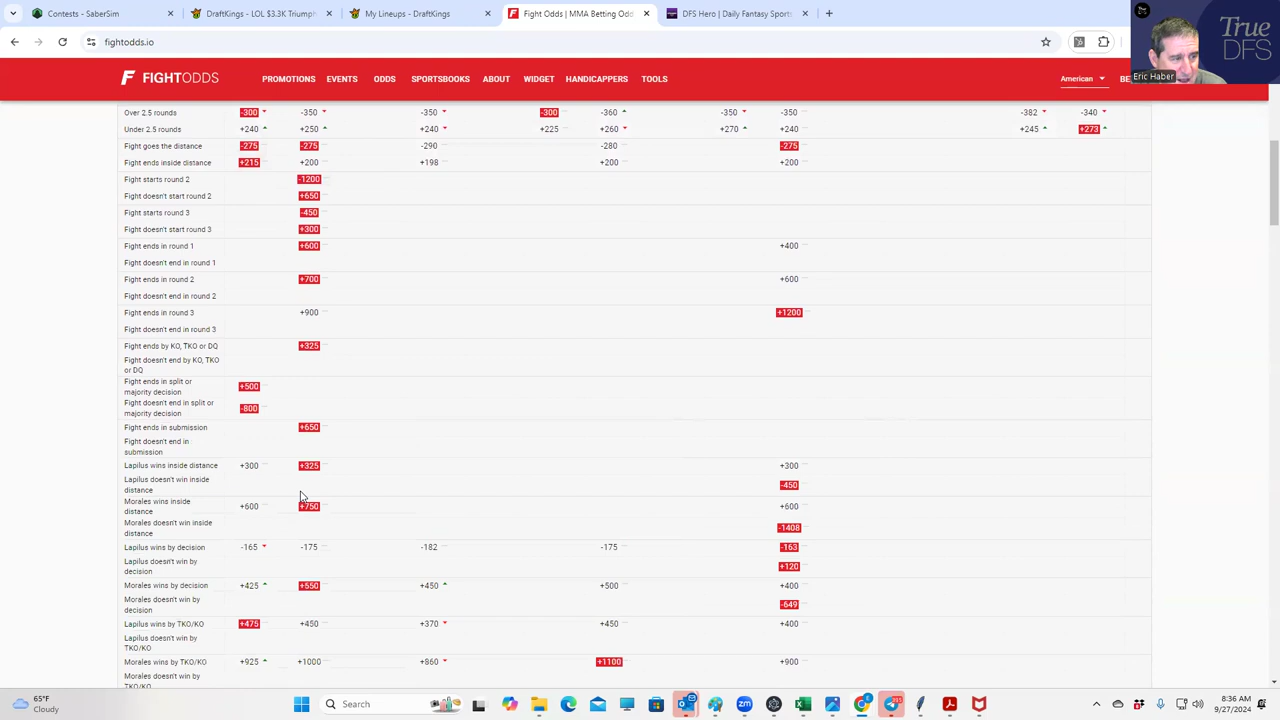 Contests - SaberSim
DraftKings - LOL $3.3K Triumph
My Lineups - DraftKings
Fight Odds | MMA Betting Odd
DFS Hero | Daily Fantasy Sports
fightodds.io
True
DFS
Eric Haber
FIGHTODDS
PROMOTIONS EVENTS ODDS SPORTSBOOKS ABOUT WIDGET HANDICAPPERS TOOLS
American
BE
Over 2.5 rounds -300 -350 -350 -300 -360 -350 -350 -382 -340
Under 2.5 rounds +240 +250 +240 +225 +260 +270 +240 +245 +273
Fight goes the distance -275 -275 -290 -280 -275
Fight ends inside distance +215 +200 +198 +200 +200
Fight starts round 2 -1200
Fight doesn't start round 2 +650
Fight starts round 3 -450
Fight doesn't start round 3 +300
Fight ends in round 1 +600 +400
Fight doesn't end in round 1
Fight ends in round 2 +700 +600
Fight doesn't end in round 2
Fight ends in round 3 +900 +1200
Fight doesn't end in round 3
Fight ends by KO, TKO or DQ +325
Fight doesn't end by KO, TKO
or DQ
Fight ends in split or
majority decision +500
Fight doesn't end in split or
majority decision -800
Fight ends in submission +650
Fight doesn't end in
submission
Lapilus wins inside distance +300 +325 +300
Lapilus doesn't win inside
distance -450
Morales wins inside
distance +600 +750 +600
Morales doesn't win inside
distance -1408
Lapilus wins by decision -165 -175 -182 -175 -163
Lapilus doesn't win by
decision +120
Morales wins by decision +425 +550 +450 +500 +400
Morales doesn't win by
decision -649
Lapilus wins by TKO/KO +475 +450 +370 +450 +400
Lapilus doesn't win by
TKO/KO
Morales wins by TKO/KO +925 +1000 +860 +1100 +900
Morales doesn't win by
65°F
Cloudy
Search
8:36 AM
9/27/2024